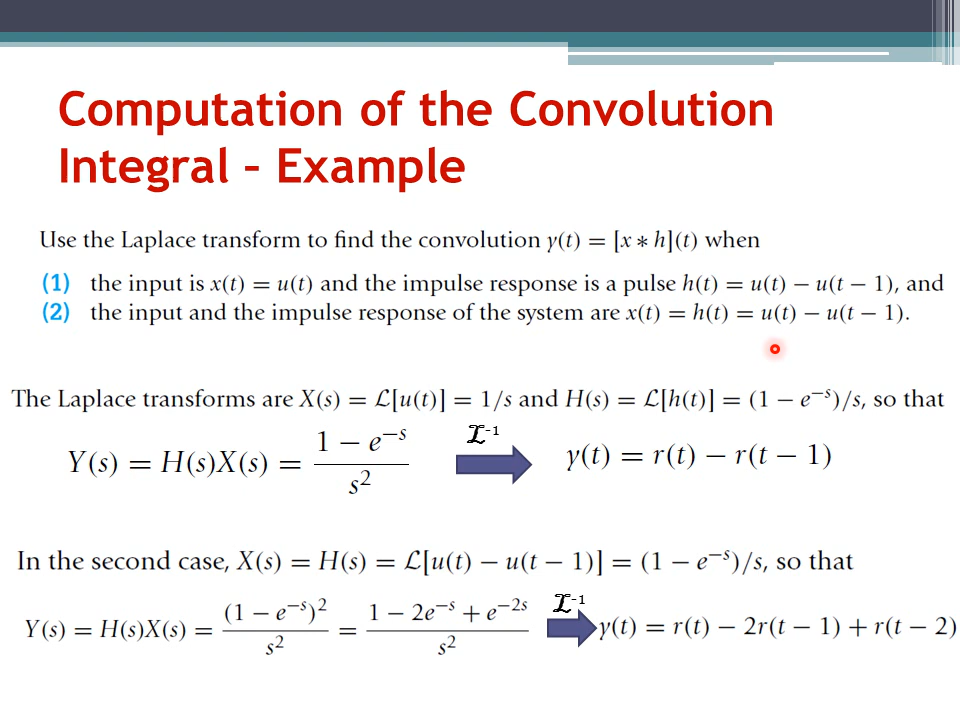 Computation of the Convolution
Integral – Example
Use the Laplace transform to find the convolution y(t) = [x ∗ h](t) when
(1) the input is x(t) = u(t) and the impulse response is a pulse h(t) = u(t) − u(t − 1), and
(2) the input and the impulse response of the system are x(t) = h(t) = u(t) − u(t − 1).
The Laplace transforms are X(s) = ℒ[u(t)] = 1/s and H(s) = ℒ[h(t)] = (1 − e⁻ˢ)/s, so that
Y(s) = H(s)X(s) = (1 − e⁻ˢ)/s² ℒ⁻¹ y(t) = r(t) − r(t − 1)
In the second case, X(s) = H(s) = ℒ[u(t) − u(t − 1)] = (1 − e⁻ˢ)/s, so that
Y(s) = H(s)X(s) = (1 − e⁻ˢ)²/s² = (1 − 2e⁻ˢ + e⁻²ˢ)/s² ℒ⁻¹ y(t) = r(t) − 2r(t − 1) + r(t − 2)